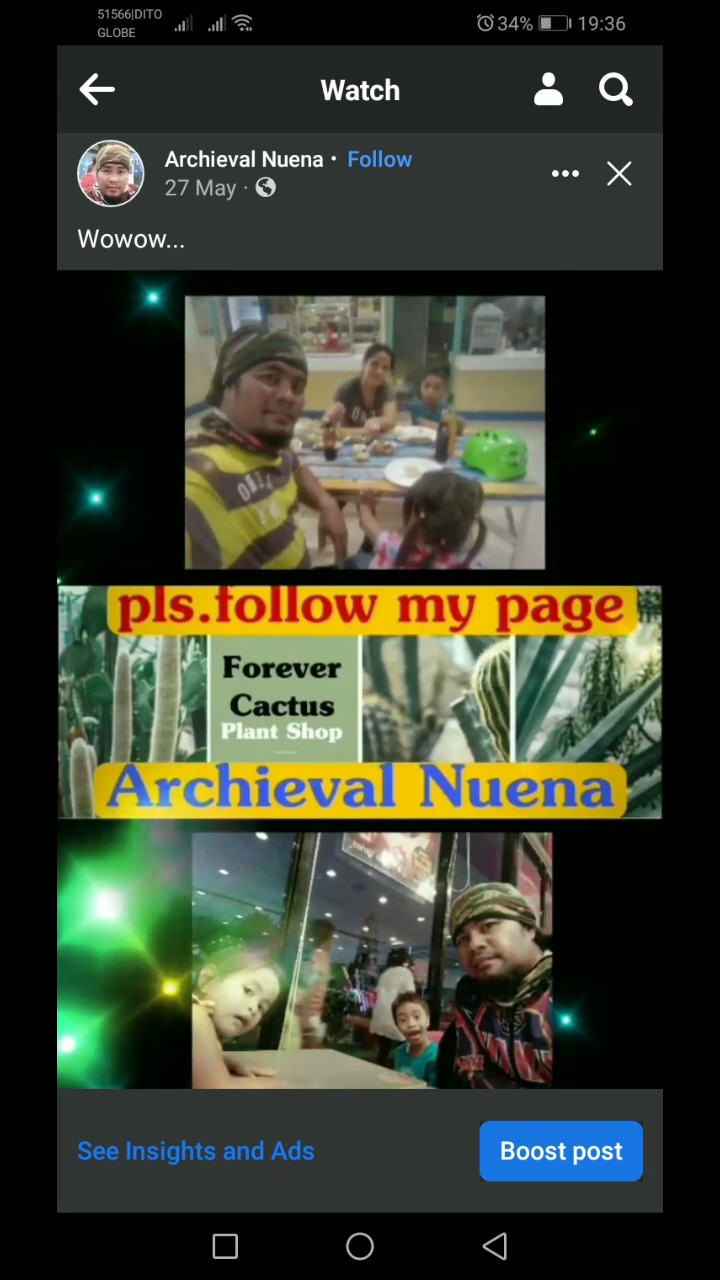 51566|DITO
GLOBE
34%
19:36
Watch
Archieval Nuena · Follow
27 May ·
Wowow...
pls.follow my page
Forever
Cactus
Plant Shop
Archieval Nuena
See Insights and Ads
Boost post